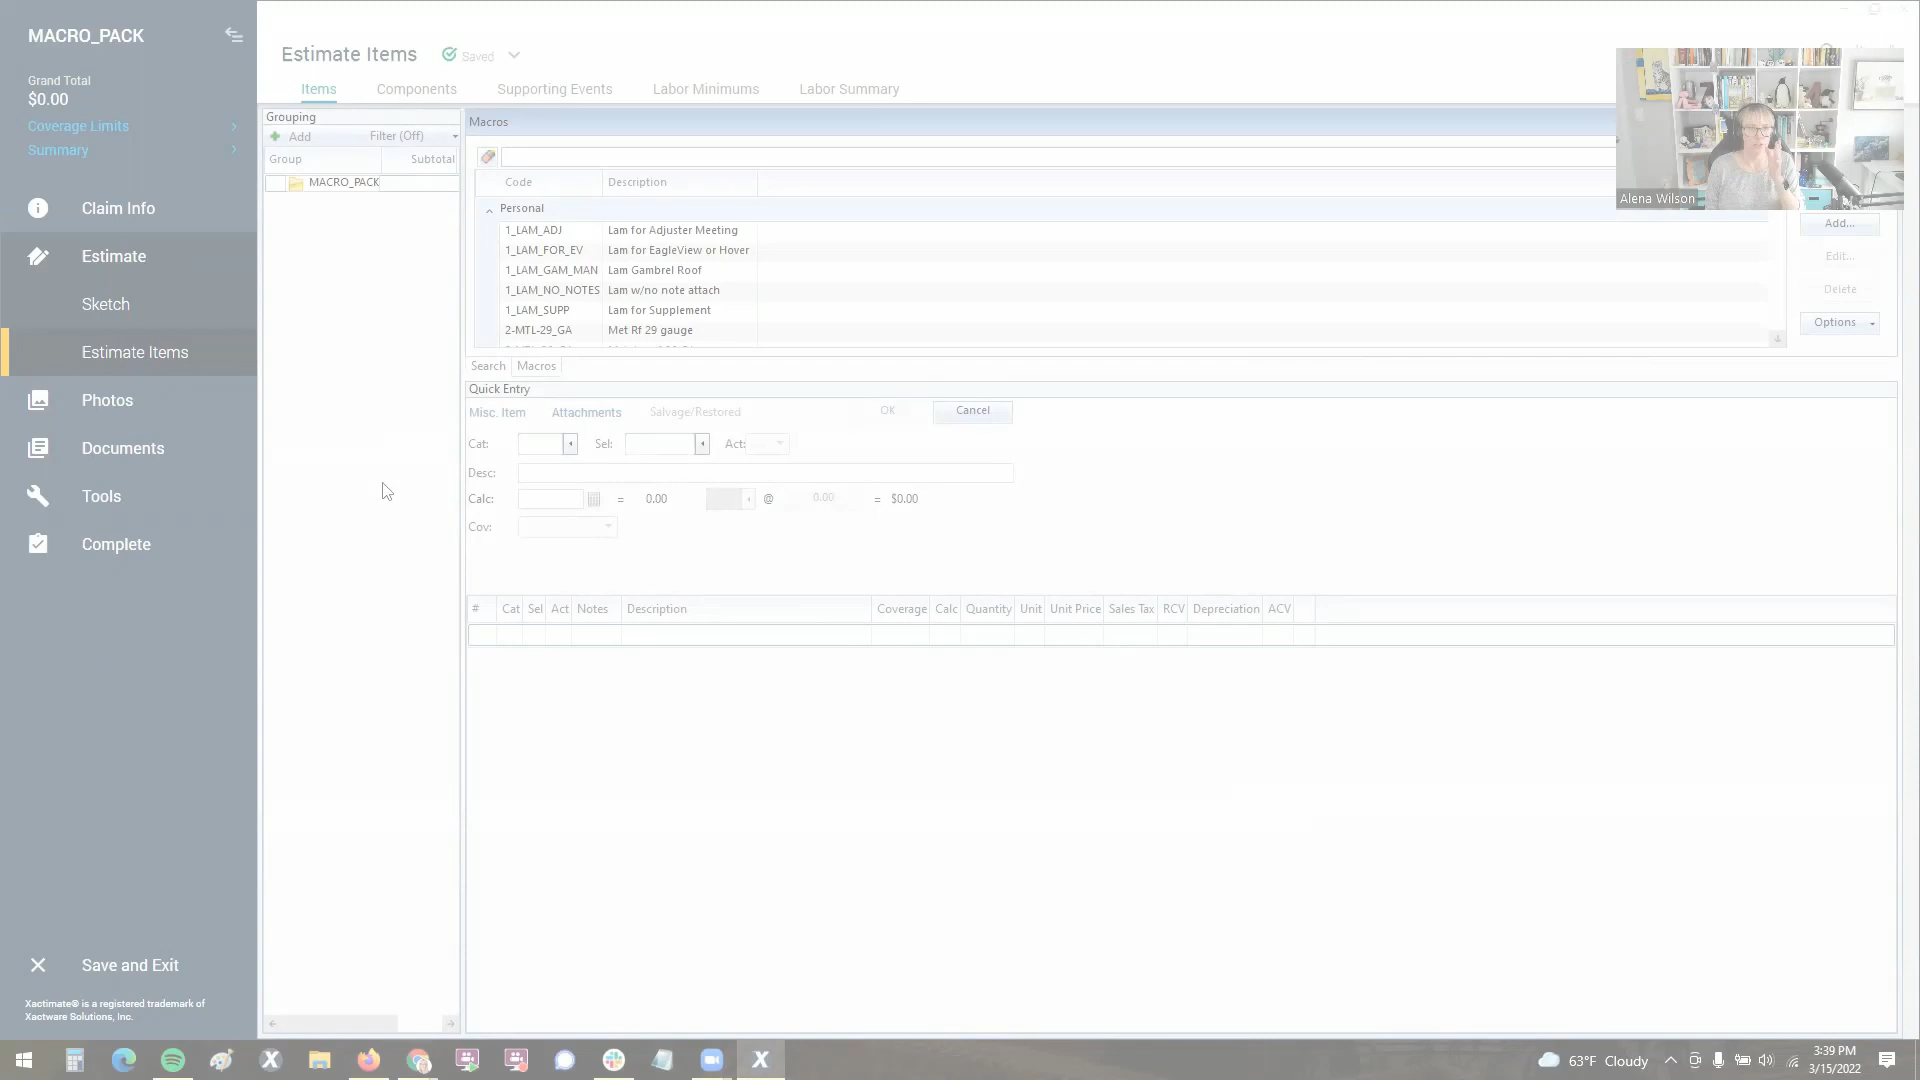 MACRO_PACK
Grand Total
$0.00
Coverage Limits
Summary
Claim Info
Estimate
Sketch
Estimate Items
Photos
Documents
Tools
Complete
Save and Exit
Xactimate® is a registered trademark of
Xactware Solutions, Inc.
Estimate Items
Saved
Items Components Supporting Events Labor Minimums Labor Summary
Grouping
Add Filter (Off)
Group Subtotal
MACRO_PACK
Macros
Code Description
Personal
1_LAM_ADJ Lam for Adjuster Meeting
1_LAM_FOR_EV Lam for EagleView or Hover
1_LAM_GAM_MAN Lam Gambrel Roof
1_LAM_NO_NOTES Lam w/no note attach
1_LAM_SUPP Lam for Supplement
2-MTL-29_GA Met Rf 29 gauge
Add...
Edit...
Delete
Options
Alena Wilson
Search Macros
Quick Entry
Misc. Item Attachments Salvage/Restored OK Cancel
Cat: Sel: Act:
Desc:
Calc: = 0.00 @ 0.00 = $0.00
Cov:
# Cat Sel Act Notes Description Coverage Calc Quantity Unit Unit Price Sales Tax RCV Depreciation ACV
63°F Cloudy
3:39 PM
3/15/2022